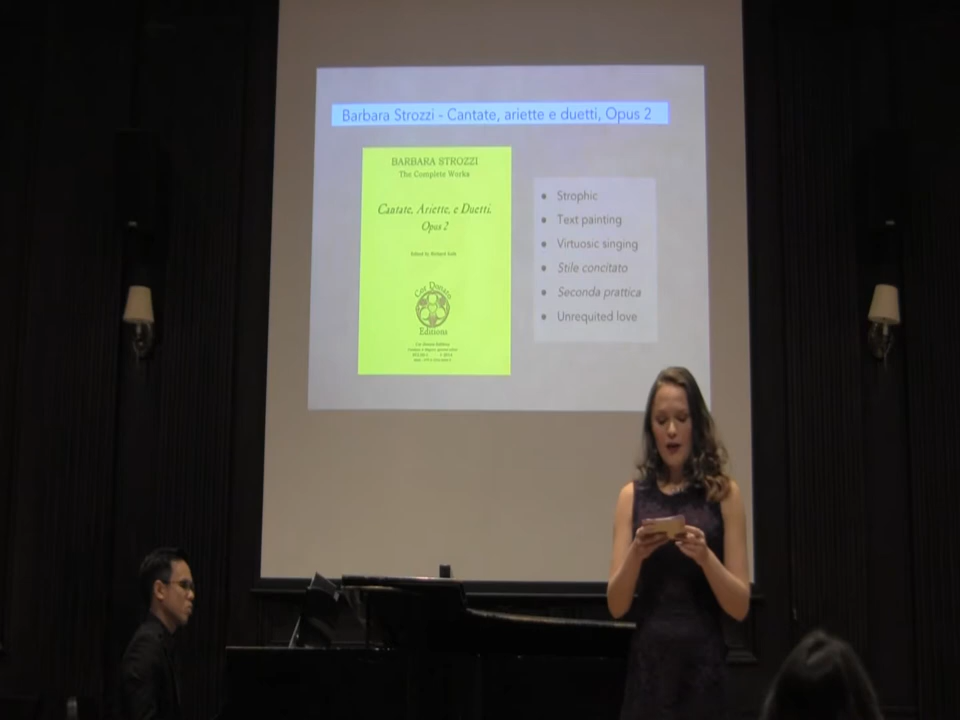 Barbara Strozzi - Cantate, ariette e duetti, Opus 2
BARBARA STROZZI
The Complete Works
Cantate, Ariette, e Duetti,
Opus 2
Edited by Richard Kolb
Cor Donato
Editions
• Strophic
• Text painting
• Virtuosic singing
• Stile concitato
• Seconda prattica
• Unrequited love